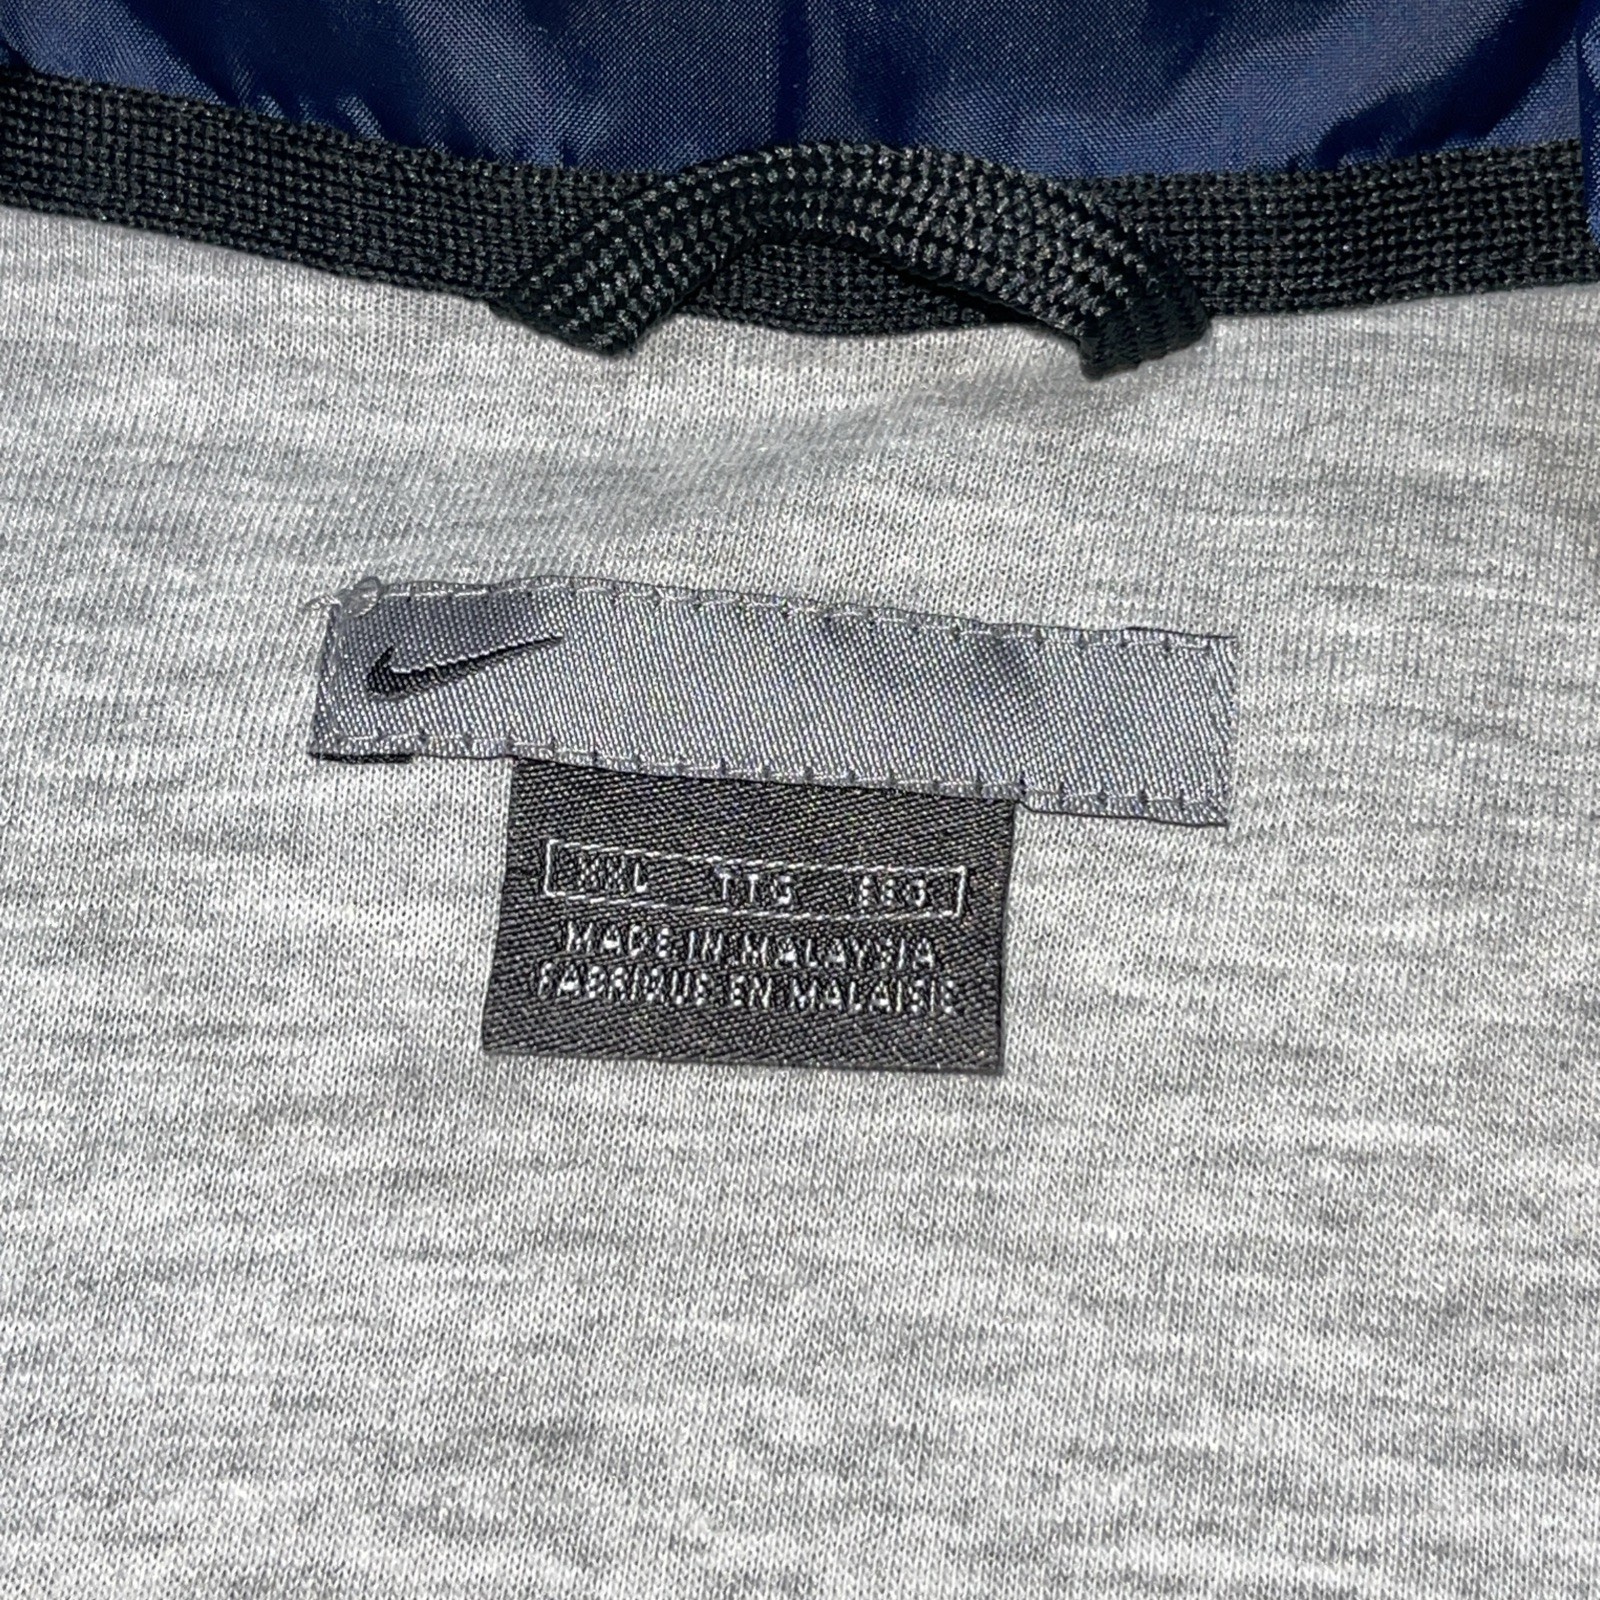 XXL TTG EEG
MADE IN MALAYSIA
FABRIQUE EN MALAISIE